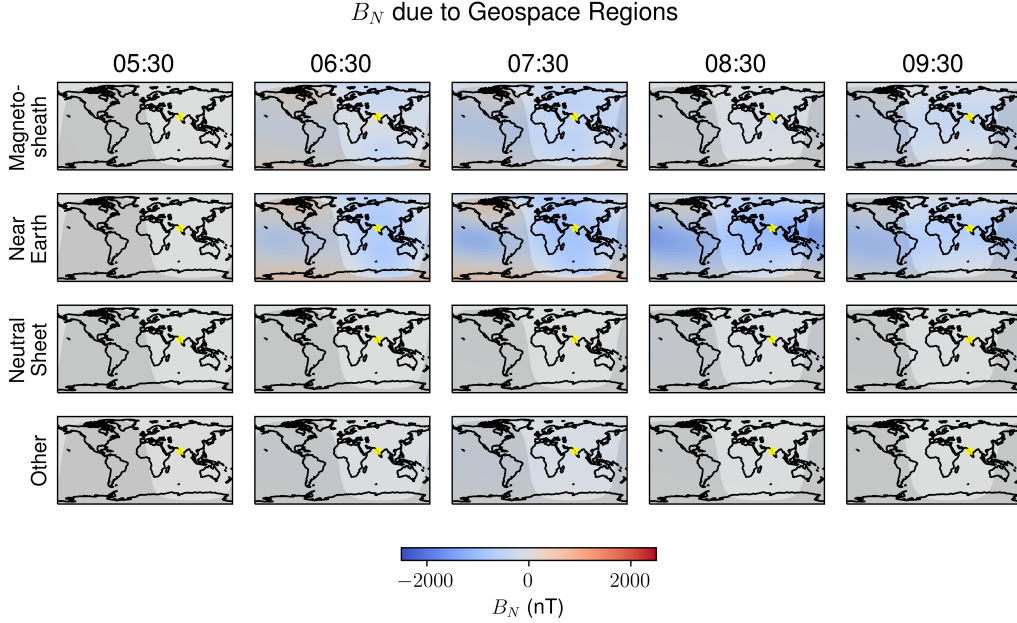 B_N due to Geospace Regions
05:30 06:30 07:30 08:30 09:30
Magneto-
sheath
Near
Earth
Neutral
Sheet
Other
−2000 0 2000
B_N (nT)